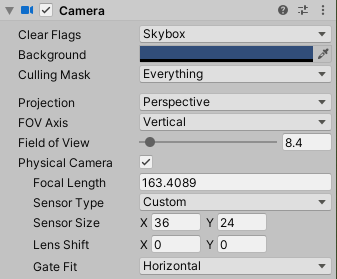 Camera
Clear Flags Skybox
Background
Culling Mask Everything
Projection Perspective
FOV Axis Vertical
Field of View 8.4
Physical Camera
Focal Length 163.4089
Sensor Type Custom
Sensor Size X 36 Y 24
Lens Shift X 0 Y 0
Gate Fit Horizontal